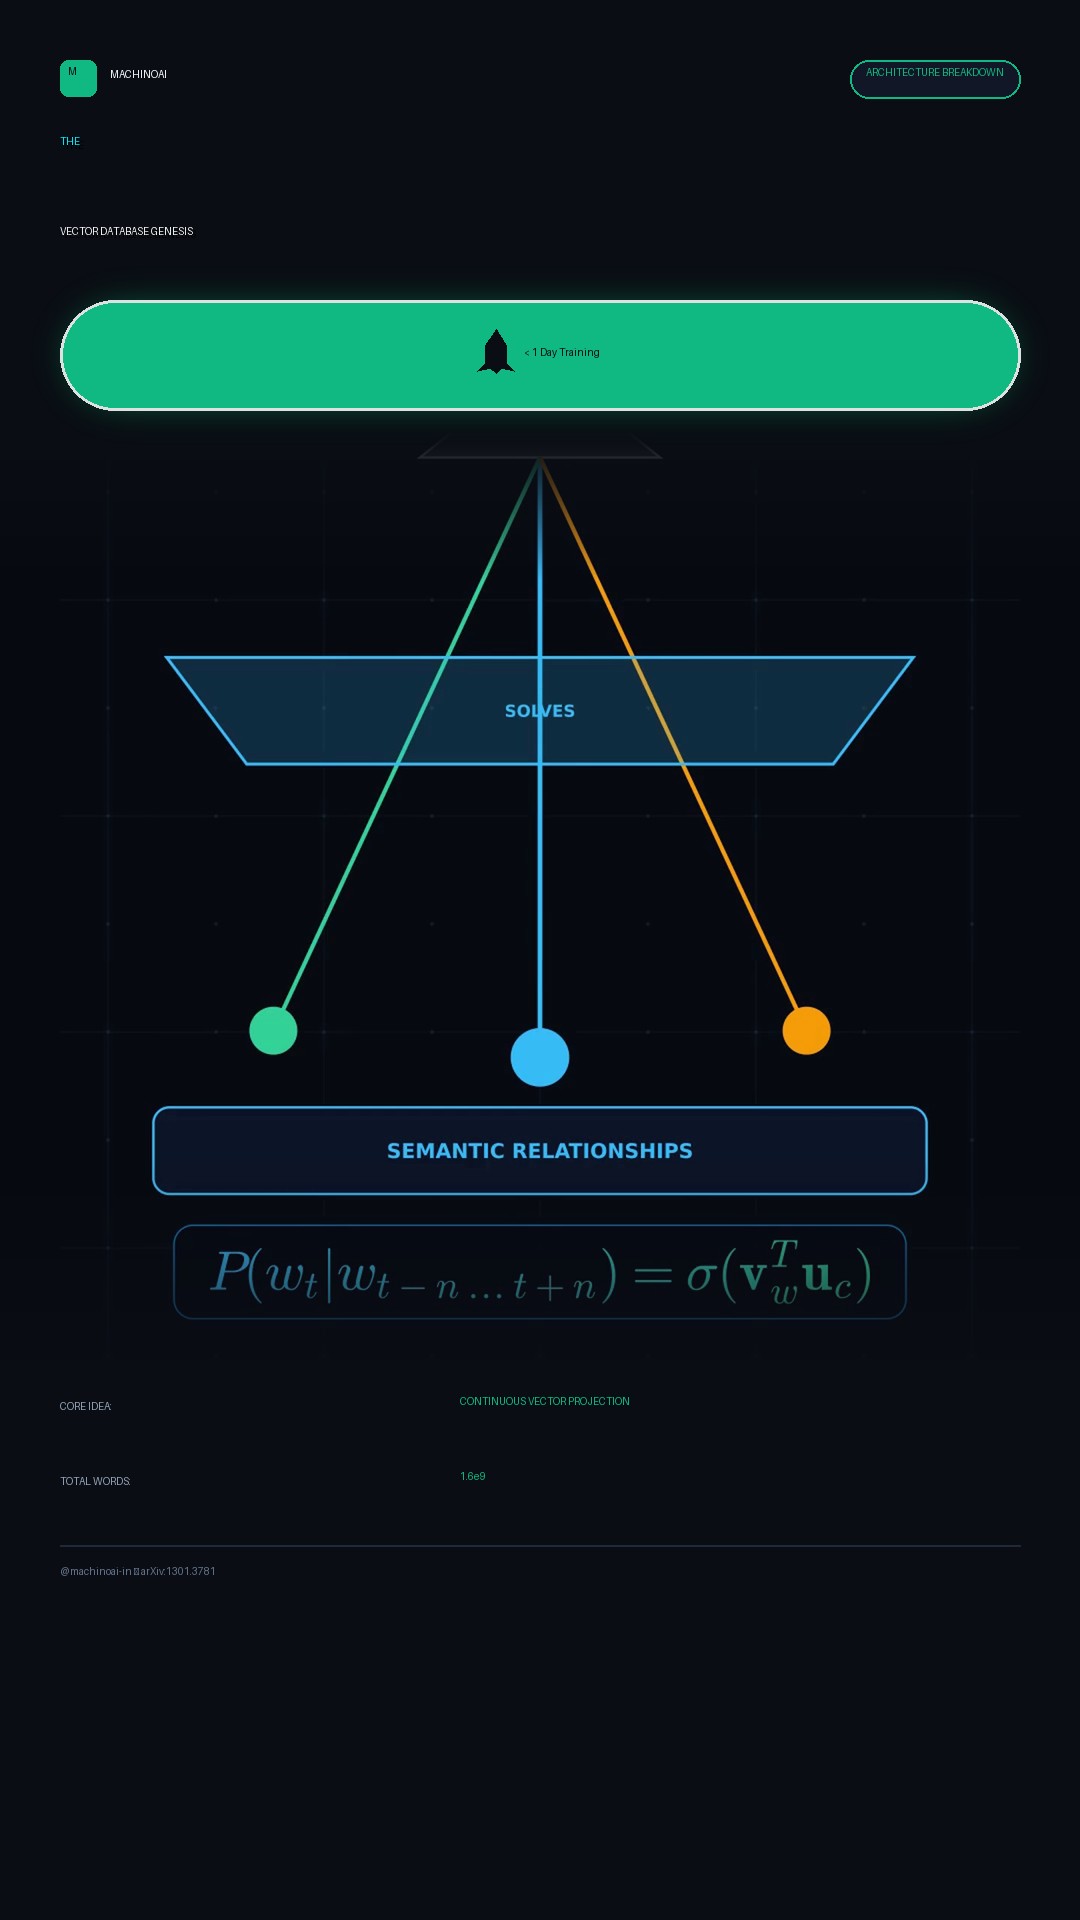 M
MACHINOAI
ARCHITECTURE BREAKDOWN
THE
VECTOR DATABASE GENESIS
< 1 Day Training
SOLVES
SEMANTIC RELATIONSHIPS
P(w_t|w_{t-n...t+n}) = σ(v_w^T u_c)
CORE IDEA:
CONTINUOUS VECTOR PROJECTION
TOTAL WORDS:
1.6e9
@machinoai-in arXiv:1301.3781